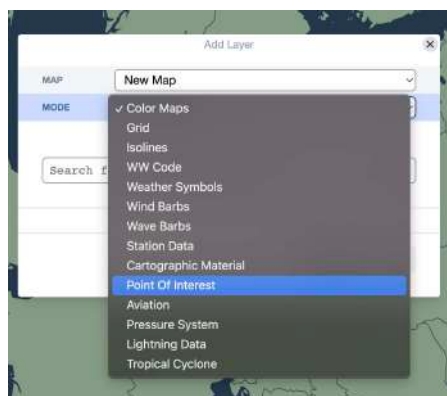 Add Layer
MAP
New Map
MODE
✓ Color Maps
Grid
Isolines
WW Code
Weather Symbols
Search f
Wind Barbs
Wave Barbs
Station Data
Cartographic Material
Point Of Interest
Aviation
Pressure System
Lightning Data
Tropical Cyclone